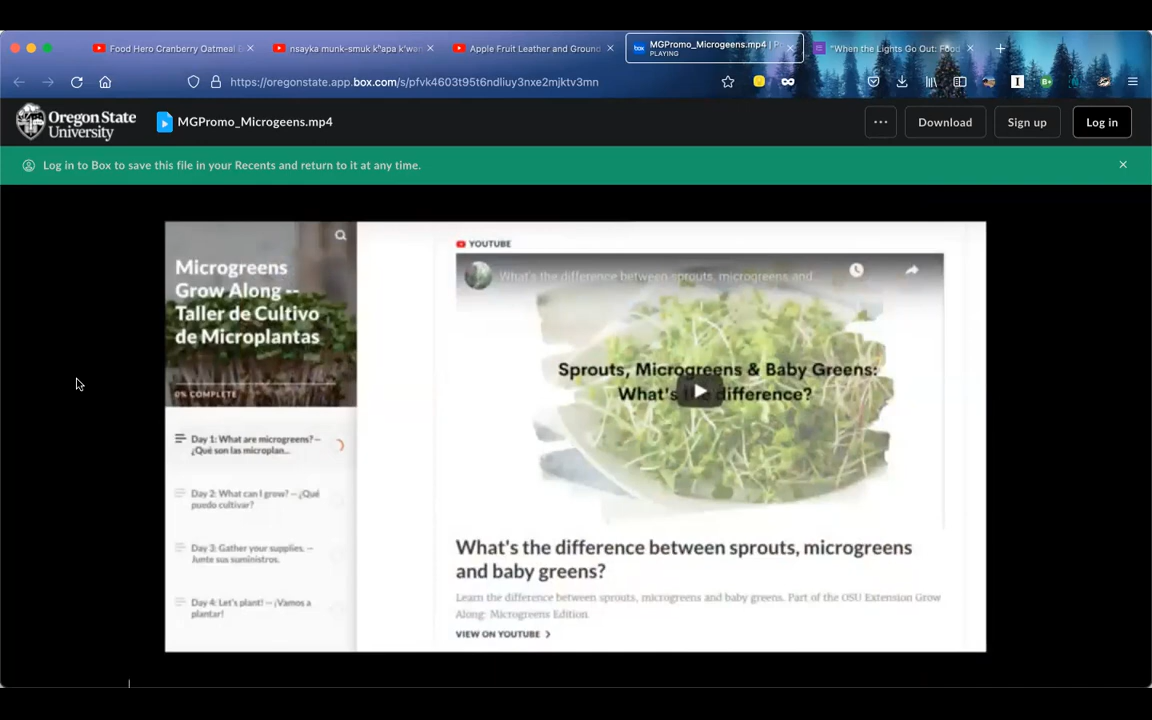 Food Hero Cranberry Oatmeal
nsayka munk-smuk kʰapa k'wan
Apple Fruit Leather and Ground
MGPromo_Microgeens.mp4 |
PLAYING
"When the Lights Go Out: Food
https://oregonstate.app.box.com/s/pfvk4603t95t6ndliuy3nxe2mjktv3mn
Oregon State
University
MGPromo_Microgeens.mp4
Download
Sign up
Log in
Log in to Box to save this file in your Recents and return to it at any time.
Microgreens
Grow Along --
Taller de Cultivo
de Microplantas
0% COMPLETE
Day 1: What are microgreens? --
¿Qué son las microplan...
Day 2: What can I grow? -- ¿Qué
puedo cultivar?
Day 3: Gather your supplies. --
Junte sus suministros.
Day 4: Let's plant! -- ¡Vamos a
plantar!
YOUTUBE
What's the difference between sprouts, microgreens and
Sprouts, Microgreens & Baby Greens:
What's the difference?
What's the difference between sprouts, microgreens
and baby greens?
Learn the difference between sprouts, microgreens and baby greens. Part of the OSU Extension Grow
Along: Microgreens Edition
VIEW ON YOUTUBE